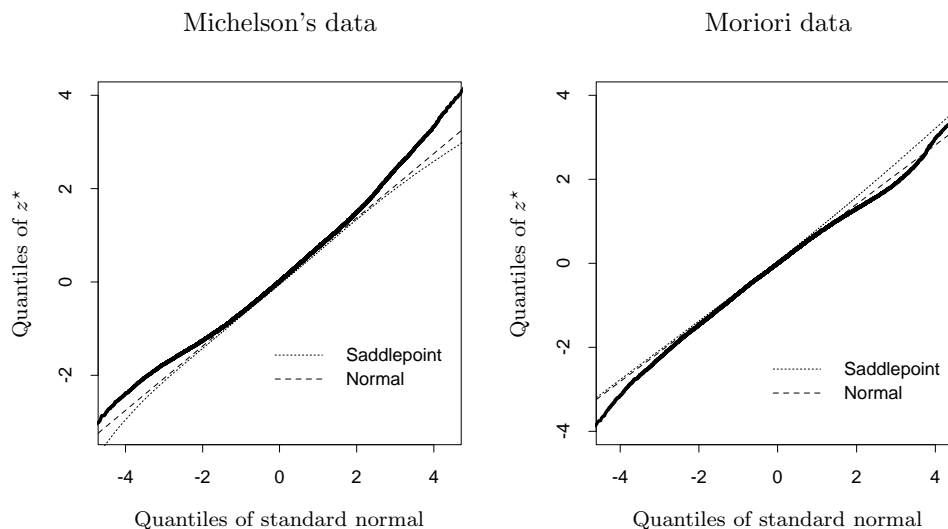 Michelson's data
4
2
0
-2
Quantiles of z⋆
Saddlepoint
Normal
-4 -2 0 2 4
Quantiles of standard normal
Moriori data
4
2
0
-2
-4
Quantiles of z⋆
Saddlepoint
Normal
-4 -2 0 2 4
Quantiles of standard normal